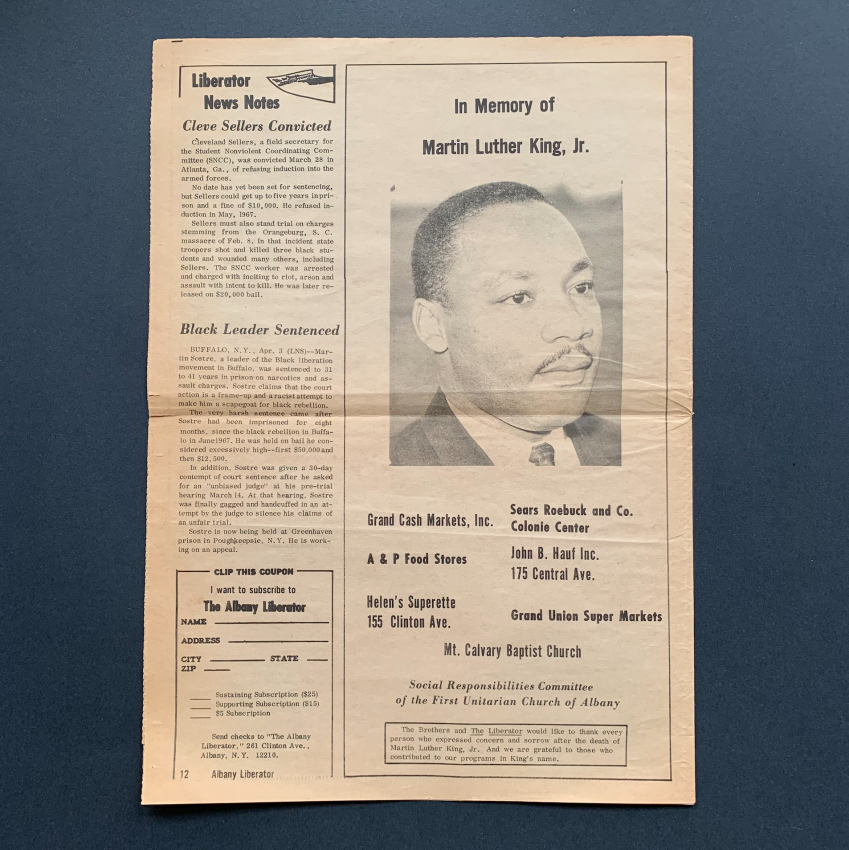 Liberator
News Notes
Cleve Sellers Convicted
Cleveland Sellers, a field secretary for
the Student Nonviolent Coordinating Com-
mittee (SNCC), was convicted March 28 in
Atlanta, Ga., of refusing induction into the
armed forces.
No date has yet been set for sentencing,
but Sellers could get up to five years in pri-
son and a fine of $10,000. He refused in-
duction in May, 1967.
Sellers must also stand trial on charges
stemming from the Orangeburg, S. C.
massacre of Feb. 8. In that incident state
troopers shot and killed three black stu-
dents and wounded many others, including
Sellers. The SNCC worker was arrested
and charged with inciting to riot, arson and
assault with intent to kill. He was later re-
leased on $20,000 bail.
Black Leader Sentenced
BUFFALO, N.Y., Apr. 3 (LNS)--Mar-
tin Sostre, a leader of the Black liberation
movement in Buffalo, was sentenced to 31
to 41 years in prison on narcotics and as-
sault charges. Sostre claims that the court
action is a frame-up and a racist attempt to
make him a scapegoat for black rebellion.
The very harsh sentence came after
Sostre had been imprisoned for eight
months, since the black rebellion in Buffa-
lo in June 1967. He was held on bail he con-
sidered excessively high--first $50,000 and
then $12,500.
In addition, Sostre was given a 30-day
contempt of court sentence after he asked
for an "unbiased judge" at his pre-trial
hearing March 14. At that hearing, Sostre
was finally gagged and handcuffed in an at-
tempt by the judge to silence his claims of
an unfair trial.
Sostre is now being held at Greenhaven
prison in Poughkeepsie, N.Y. He is work-
ing on an appeal.
CLIP THIS COUPON
I want to subscribe to
The Albany Liberator
NAME
ADDRESS
CITY STATE
ZIP
Sustaining Subscription ($25)
Supporting Subscription ($15)
$5 Subscription
Send checks to "The Albany
Liberator," 261 Clinton Ave.,
Albany, N.Y. 12210.
12 Albany Liberator
In Memory of
Martin Luther King, Jr.
Grand Cash Markets, Inc.
Sears Roebuck and Co.
Colonie Center
A & P Food Stores
John B. Hauf Inc.
175 Central Ave.
Helen's Superette
155 Clinton Ave.
Grand Union Super Markets
Mt. Calvary Baptist Church
Social Responsibilities Committee
of the First Unitarian Church of Albany
The Brothers and The Liberator would like to thank every
person who expressed concern and sorrow after the death of
Martin Luther King, Jr. And we are grateful to those who
contributed to our programs in King's name.